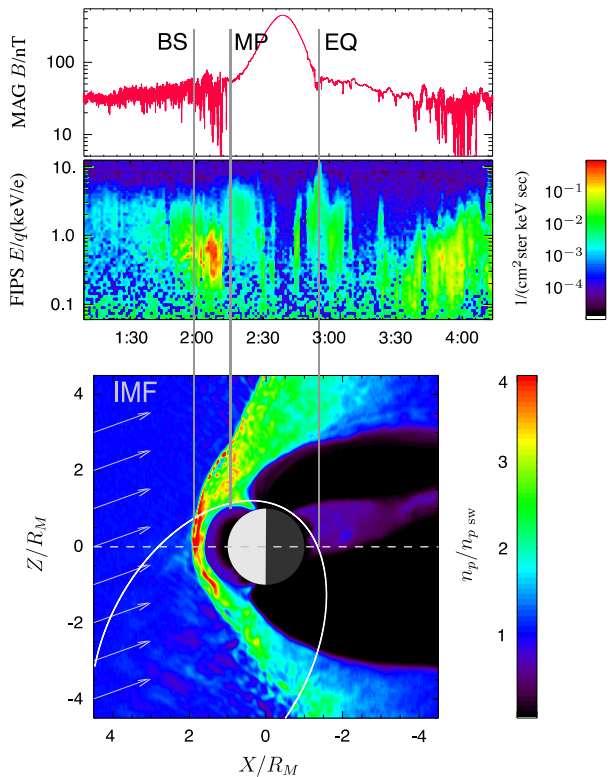 BS MP EQ
MAG B/nT
100
10
FIPS E/q(keV/e)
10.
1.0
0.1
1:30 2:00 2:30 3:00 3:30 4:00
1/(cm² ster keV sec)
10⁻¹
10⁻²
10⁻³
10⁻⁴
IMF
Z/R_M
4
2
0
-2
-4
4 2 0 -2 -4
X/R_M
n_p/n_p sw
4
3
2
1